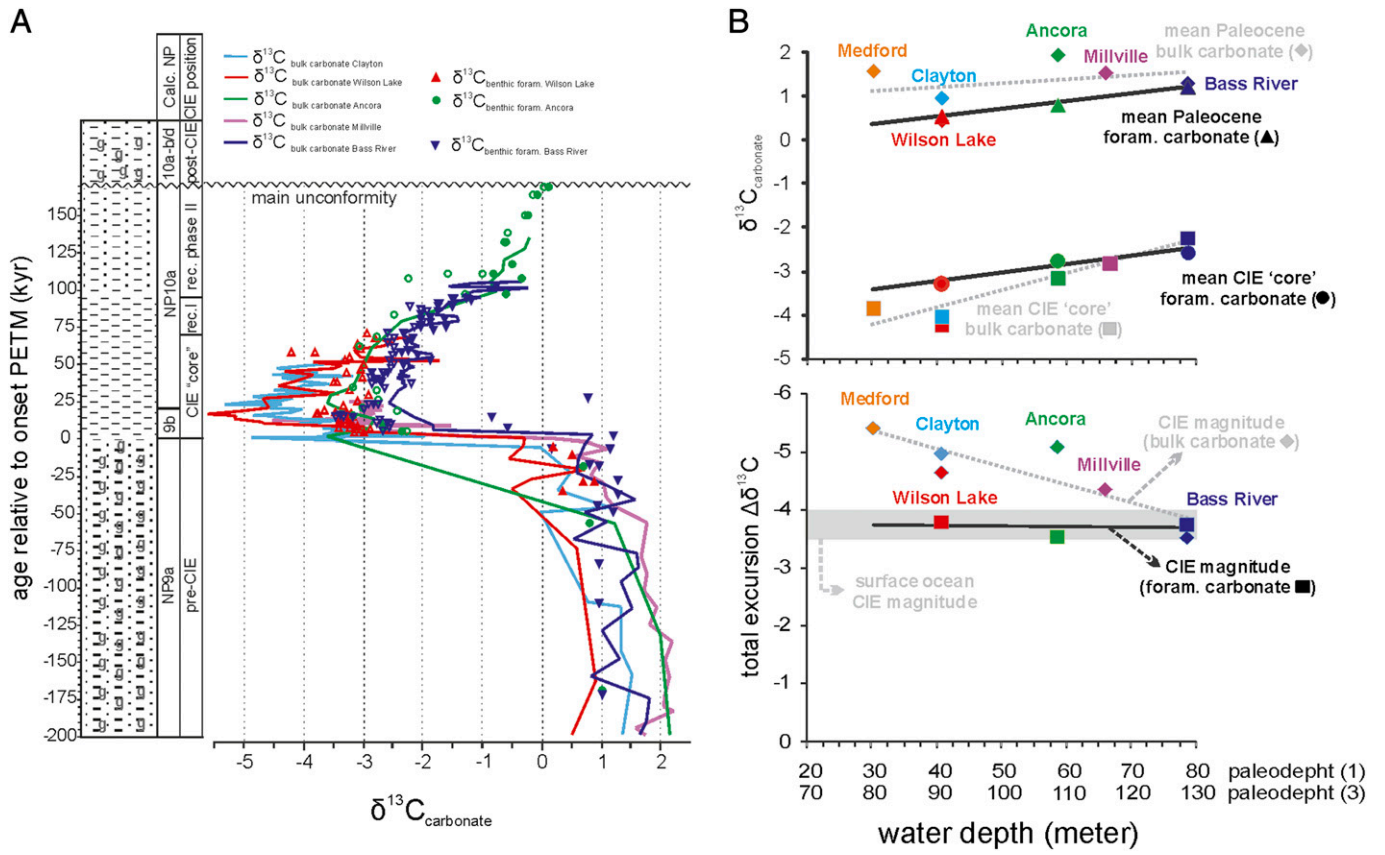 A
Calc. NP
CIE position
10a-b/d
post-CIE
NP10a
rec. phase II
rec.I
9b
CIE "core"
NP9a
pre-CIE
δ13C bulk carbonate Clayton
δ13C bulk carbonate Wilson Lake
δ13C bulk carbonate Ancora
δ13C bulk carbonate Millville
δ13C bulk carbonate Bass River
δ13C benthic foram. Wilson Lake
δ13C benthic foram. Ancora
δ13C benthic foram. Bass River
main unconformity
age relative to onset PETM (kyr)
150
125
100
75
50
25
0
-25
-50
-75
-100
-125
-150
-175
-200
-5 -4 -3 -2 -1 0 1 2
δ13Ccarbonate
g g g g g
g g g g g g g g g g g g g g g g g g g g g g g g g g g
B
Medford
Clayton
Ancora
Millville
mean Paleocene
bulk carbonate (◆)
Bass River
Wilson Lake
mean Paleocene
foram. carbonate (▲)
mean CIE 'core'
foram. carbonate (●)
mean CIE 'core'
bulk carbonate (■)
δ13Ccarbonate
2
1
0
-1
-2
-3
-4
-5
Medford
Clayton
Ancora
Millville
CIE magnitude
(bulk carbonate ◆)
Wilson Lake
Bass River
surface ocean
CIE magnitude
CIE magnitude
(foram. carbonate ■)
total excursion Δδ13C
-6
-5
-4
-3
-2
-1
0
20 30 40 50 60 70 80 paleodepht (1)
70 80 90 100 110 120 130 paleodepht (3)
water depth (meter)